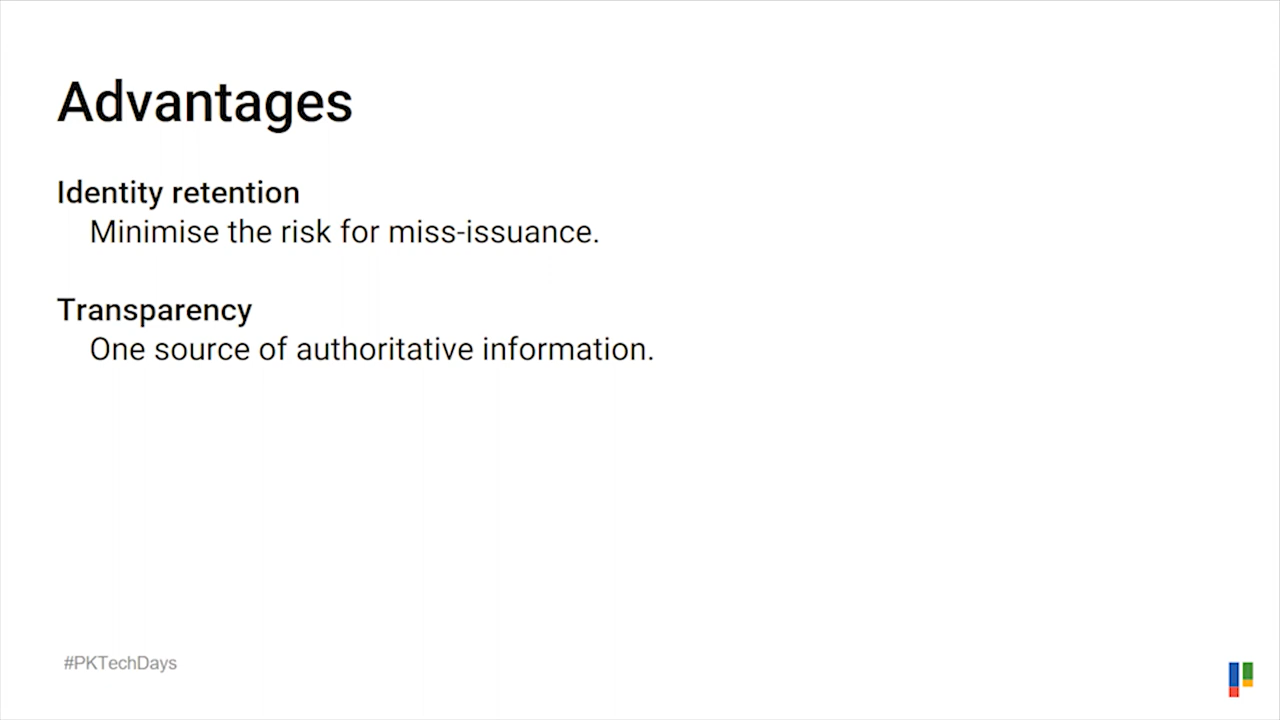 Advantages
Identity retention
Minimise the risk for miss-issuance.
Transparency
One source of authoritative information.
#PKTechDays